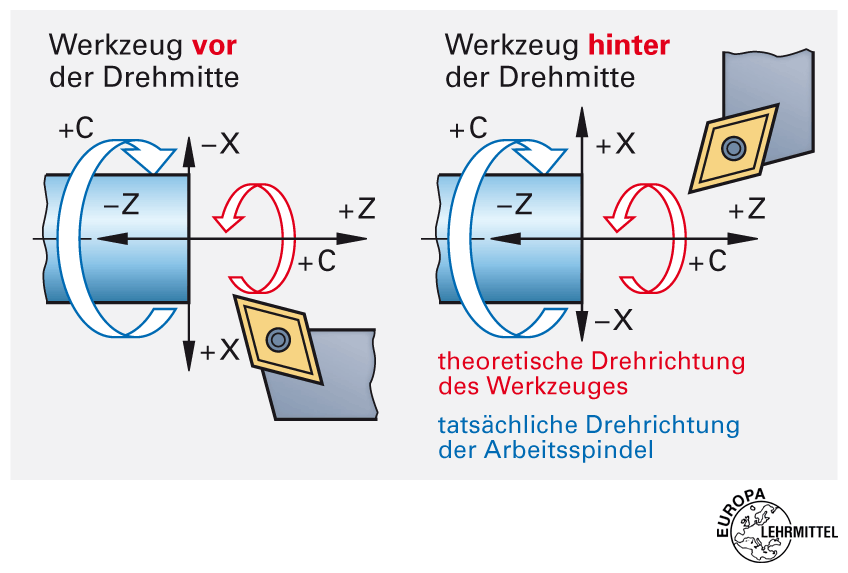 Werkzeug vor
der Drehmitte
+C
–X
–Z
+Z
+C
+X
Werkzeug hinter
der Drehmitte
+C
+X
–Z
+Z
+C
–X
theoretische Drehrichtung
des Werkzeuges
tatsächliche Drehrichtung
der Arbeitsspindel
EUROPA
LEHRMITTEL